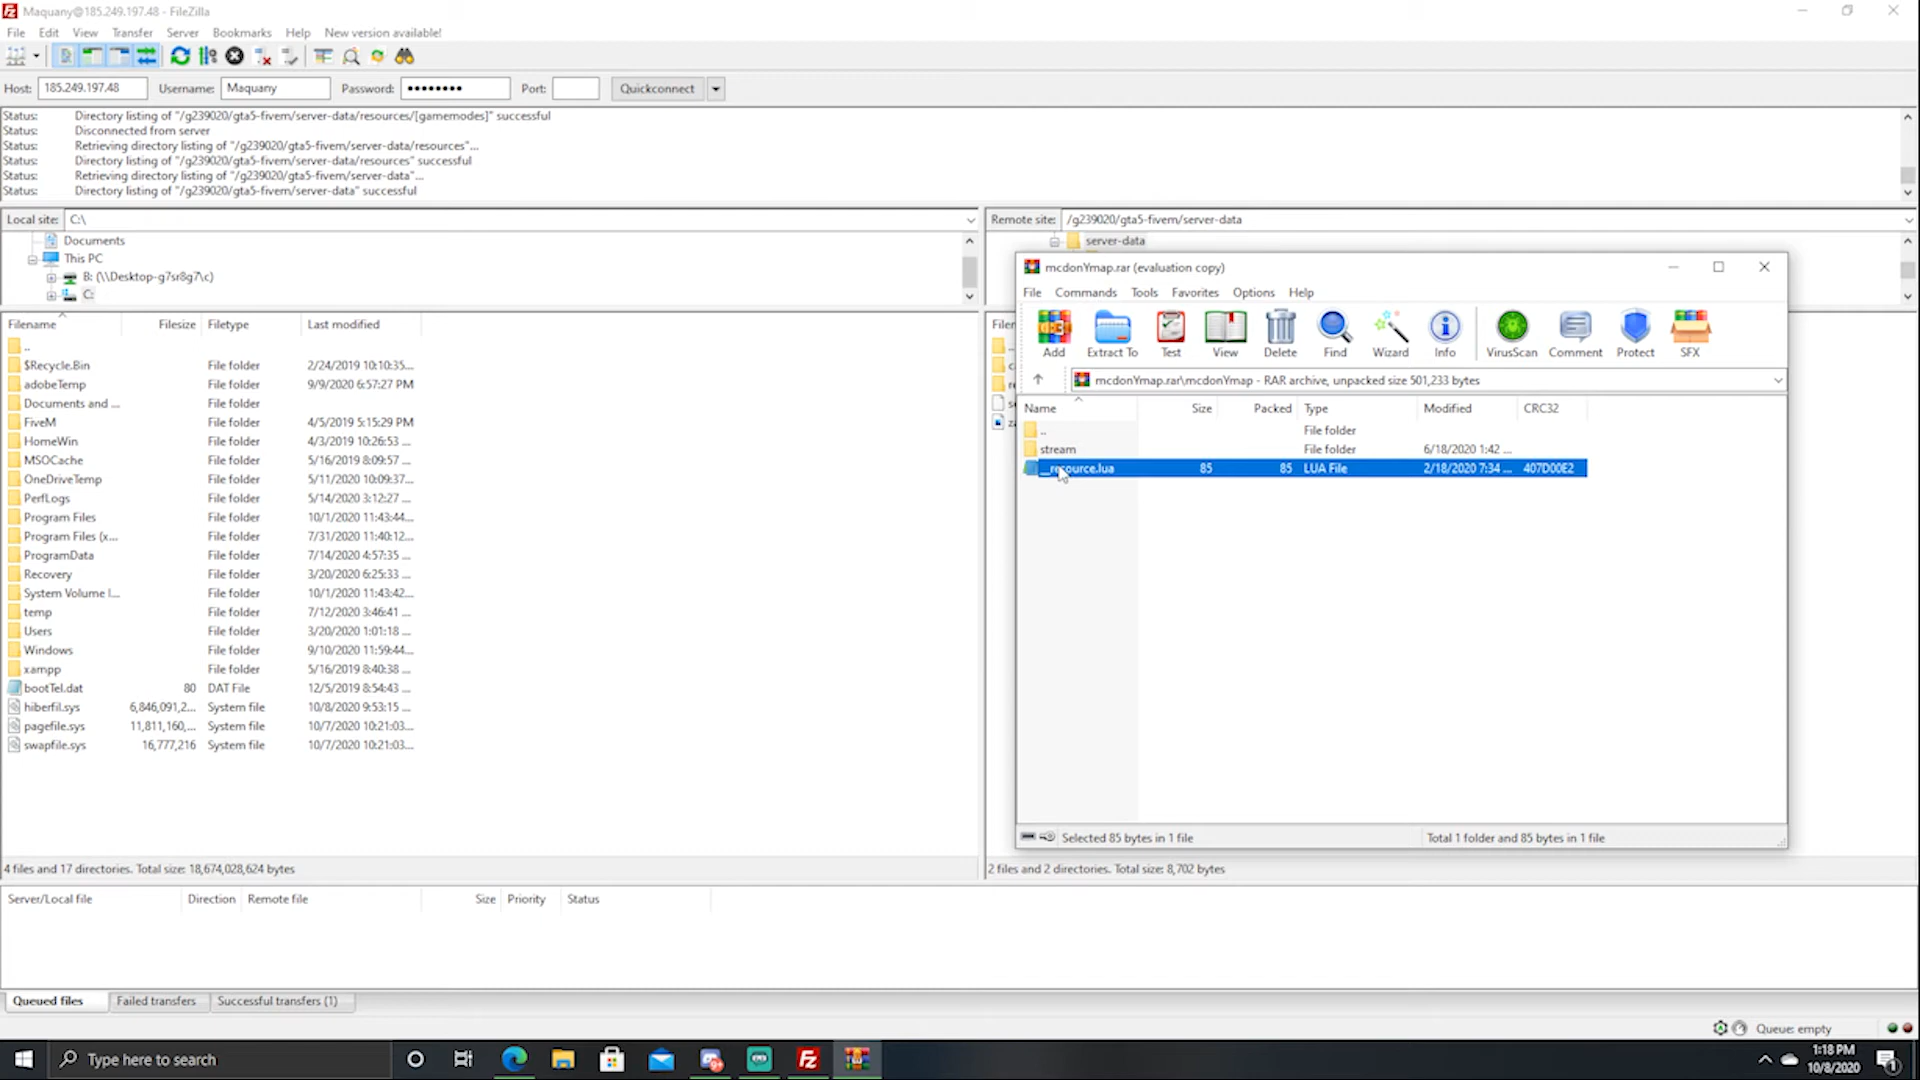 Maquany@185.249.197.48 - FileZilla
File Edit View Transfer Server Bookmarks Help New version available!
Host: 185.249.197.48 Username: Maquany Password: •••••••• Port: Quickconnect
Status: Directory listing of "/g239020/gta5-fivem/server-data/resources/[gamemodes]" successful
Status: Disconnected from server
Status: Retrieving directory listing of "/g239020/gta5-fivem/server-data/resources"...
Status: Directory listing of "/g239020/gta5-fivem/server-data/resources" successful
Status: Retrieving directory listing of "/g239020/gta5-fivem/server-data"...
Status: Directory listing of "/g239020/gta5-fivem/server-data" successful
Local site: C:\
Documents
This PC
B: (\\Desktop-g7sr8g7\c)
C:
Filename Filesize Filetype Last modified
..
$Recycle.Bin File folder 2/24/2019 10:10:35...
adobeTemp File folder 9/9/2020 6:57:27 PM
Documents and ... File folder
FiveM File folder 4/5/2019 5:15:29 PM
HomeWin File folder 4/3/2019 10:26:53 ...
MSOCache File folder 5/16/2019 8:09:57 ...
OneDriveTemp File folder 5/11/2020 10:09:37...
PerfLogs File folder 5/14/2020 3:12:27 ...
Program Files File folder 10/1/2020 11:43:44...
Program Files (x... File folder 7/31/2020 11:40:12...
ProgramData File folder 7/14/2020 4:57:35 ...
Recovery File folder 3/20/2020 6:25:33 ...
System Volume I... File folder 10/1/2020 11:43:42...
temp File folder 7/12/2020 3:46:41 ...
Users File folder 3/20/2020 1:01:18 ...
Windows File folder 9/10/2020 11:59:44...
xampp File folder 5/16/2019 8:40:38 ...
bootTel.dat 80 DAT File 12/5/2019 8:54:43 ...
hiberfil.sys 6,846,091,2... System file 10/8/2020 9:53:15 ...
pagefile.sys 11,811,160,... System file 10/7/2020 10:21:03...
swapfile.sys 16,777,216 System file 10/7/2020 10:21:03...
4 files and 17 directories. Total size: 18,674,028,624 bytes
Remote site: /g239020/gta5-fivem/server-data
server-data
mcdonYmap.rar (evaluation copy)
File Commands Tools Favorites Options Help
Add Extract To Test View Delete Find Wizard Info VirusScan Comment Protect SFX
mcdonYmap.rar\mcdonYmap - RAR archive, unpacked size 501,233 bytes
Name Size Packed Type Modified CRC32
.. File folder
stream File folder 6/18/2020 1:42 ...
__resource.lua 85 85 LUA File 2/18/2020 7:34 ... 407D00E2
Selected 85 bytes in 1 file Total 1 folder and 85 bytes in 1 file
2 files and 2 directories. Total size: 8,702 bytes
Server/Local file Direction Remote file Size Priority Status
Queued files Failed transfers Successful transfers (1)
Queue: empty
Type here to search
1:18 PM
10/8/2020
1